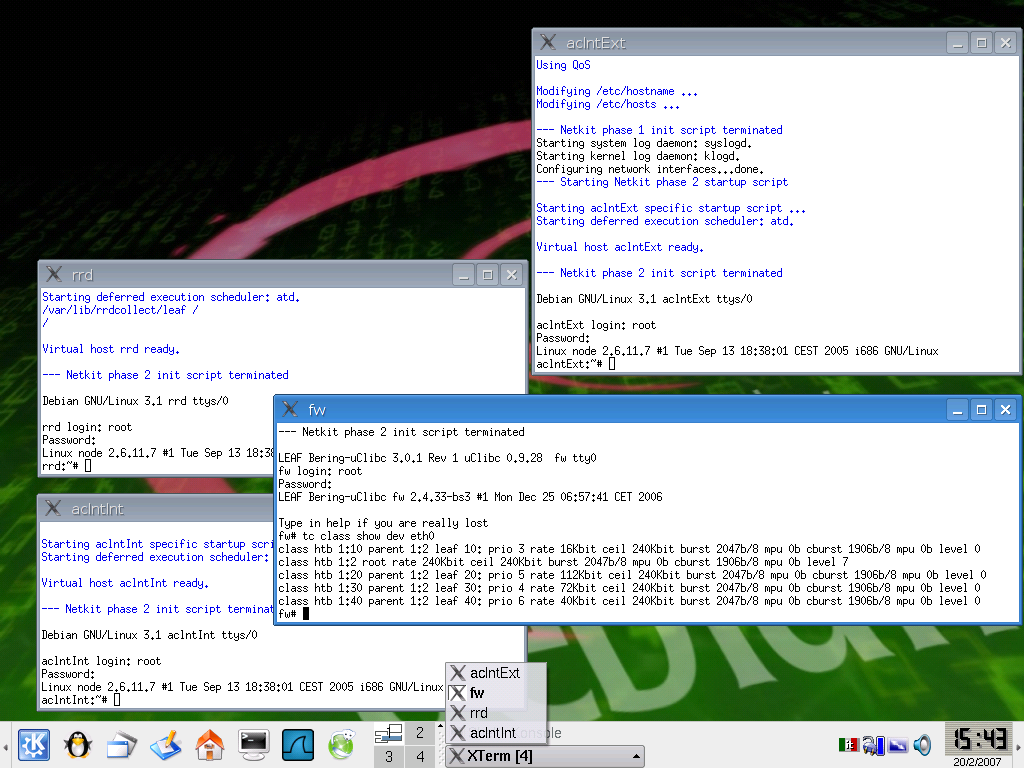 aclntExt
Using QoS
Modifying /etc/hostname ...
Modifying /etc/hosts ...
--- Netkit phase 1 init script terminated
Starting system log daemon: syslogd.
Starting kernel log daemon: klogd.
Configuring network interfaces...done.
--- Starting Netkit phase 2 startup script
Starting aclntExt specific startup script ...
Starting deferred execution scheduler: atd.
Virtual host aclntExt ready.
--- Netkit phase 2 init script terminated
Debian GNU/Linux 3.1 aclntExt ttys/0
aclntExt login: root
Password:
Linux node 2.6.11.7 #1 Tue Sep 13 18:38:01 CEST 2005 i686 GNU/Linux
aclntExt:~#
rrd
Starting deferred execution scheduler: atd.
/var/lib/rrdcollect/leaf /
/
Virtual host rrd ready.
--- Netkit phase 2 init script terminated
Debian GNU/Linux 3.1 rrd ttys/0
rrd login: root
Password:
Linux node 2.6.11.7 #1 Tue Sep 13 18:38
rrd:~#
fw
--- Netkit phase 2 init script terminated
LEAF Bering-uClibc 3.0.1 Rev 1 uClibc 0.9.28 fw tty0
fw login: root
Password:
LEAF Bering-uClibc fw 2.4.33-bs3 #1 Mon Dec 25 06:57:41 CET 2006
Type in help if you are really lost
fw# tc class show dev eth0
class htb 1:10 parent 1:2 leaf 10: prio 3 rate 16Kbit ceil 240Kbit burst 2047b/8 mpu 0b cburst 1906b/8 mpu 0b level 0
class htb 1:2 root rate 240Kbit ceil 240Kbit burst 2047b/8 mpu 0b cburst 1906b/8 mpu 0b level 7
class htb 1:20 parent 1:2 leaf 20: prio 5 rate 112Kbit ceil 240Kbit burst 2047b/8 mpu 0b cburst 1906b/8 mpu 0b level 0
class htb 1:30 parent 1:2 leaf 30: prio 4 rate 72Kbit ceil 240Kbit burst 2047b/8 mpu 0b cburst 1906b/8 mpu 0b level 0
class htb 1:40 parent 1:2 leaf 40: prio 6 rate 40Kbit ceil 240Kbit burst 2047b/8 mpu 0b cburst 1906b/8 mpu 0b level 0
fw#
aclntInt
Starting aclntInt specific startup scri
Starting deferred execution scheduler:
Virtual host aclntInt ready.
--- Netkit phase 2 init script terminat
Debian GNU/Linux 3.1 aclntInt ttys/0
aclntInt login: root
Password:
Linux node 2.6.11.7 #1 Tue Sep 13 18:38:01 CEST 2005 i686 GNU/Linux
aclntInt:~#
aclntExt
fw
rrd
aclntInt
2
3 4
XTerm [4]
15:43
20/2/2007